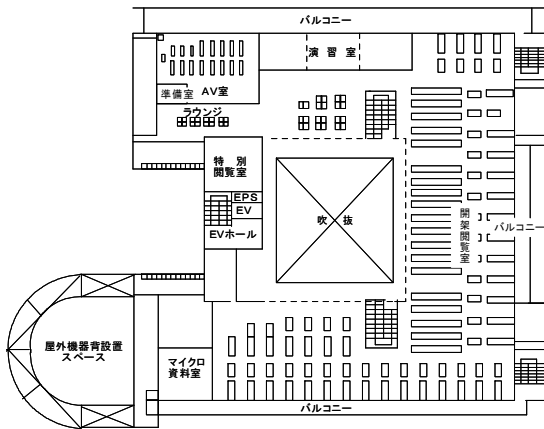 バルコニー
演習室
準備室
AV室
ラウンジ
特別
閲覧室
EPS
EV
EVホール
吹抜
開架閲覧室
バルコニー
屋外機器背設置
スペース
マイクロ
資料室
バルコニー